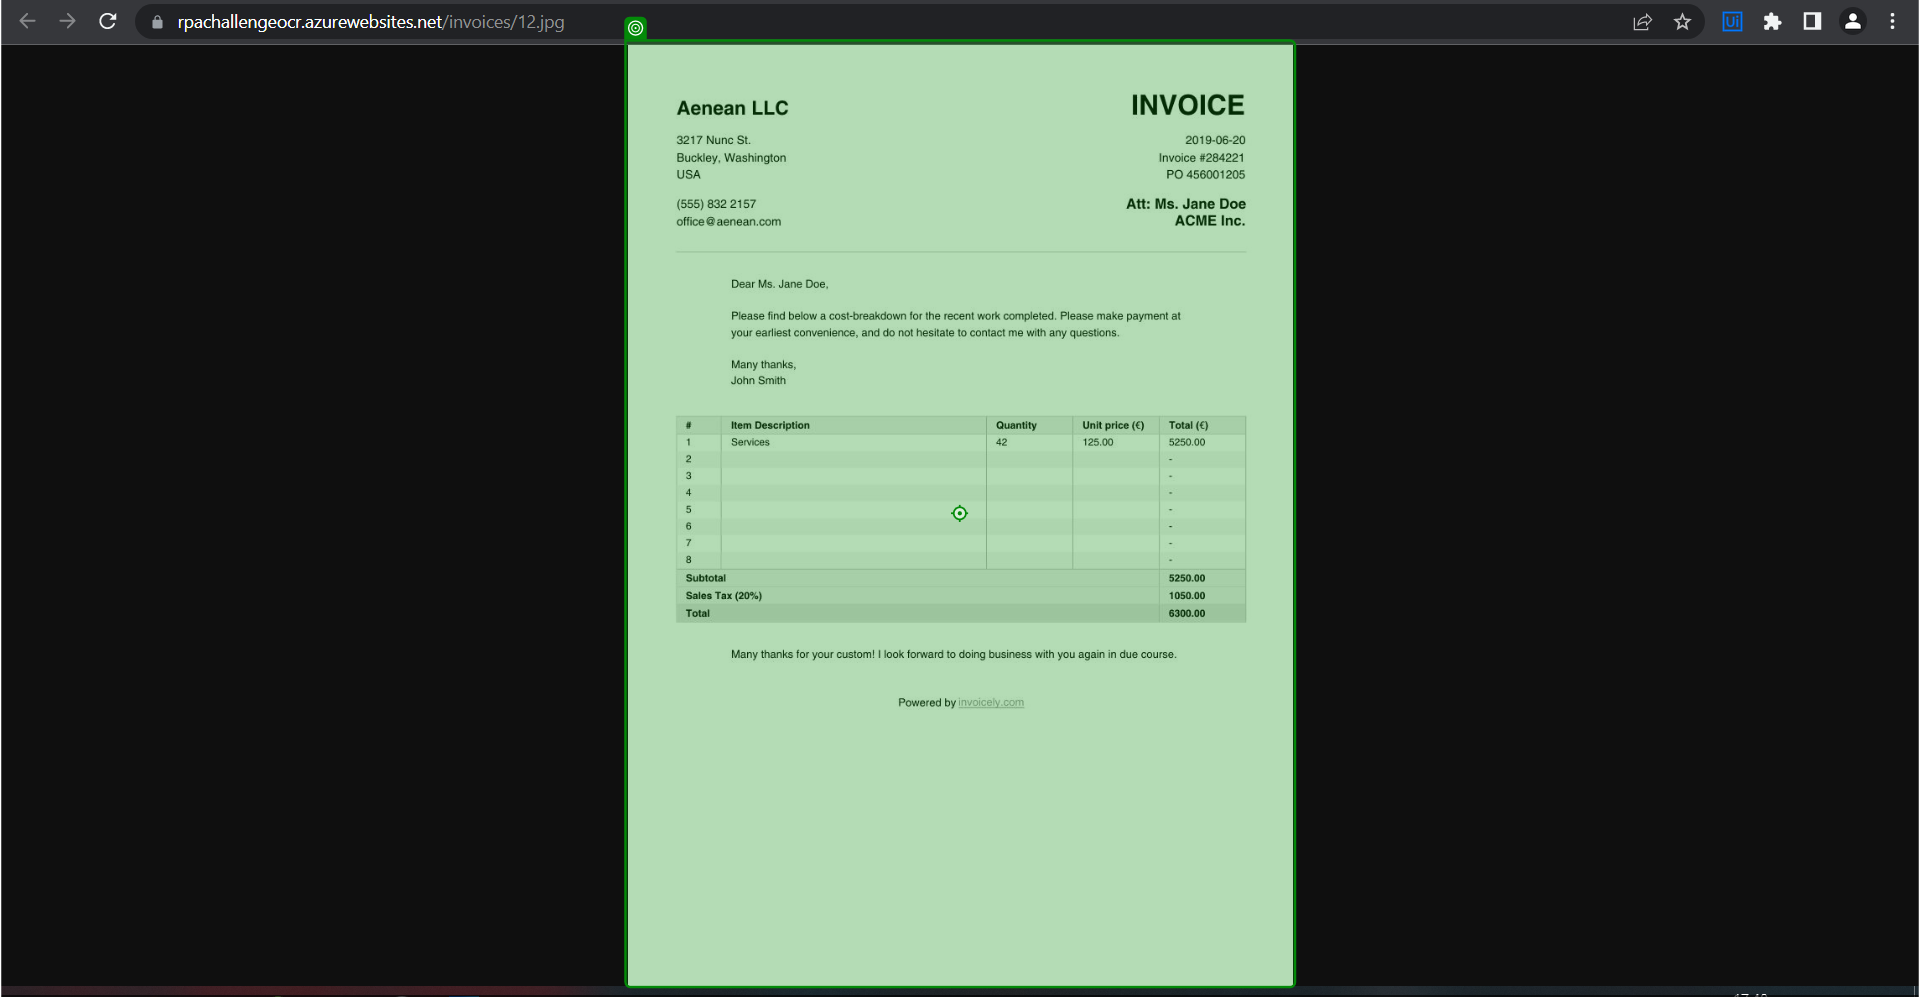 rpachallengeocr.azurewebsites.net/invoices/12.jpg
Ui
Aenean LLC
INVOICE
3217 Nunc St.
2019-06-20
Buckley, Washington
Invoice #284221
USA
PO 456001205
(555) 832 2157
Att: Ms. Jane Doe
office@aenean.com
ACME Inc.
Dear Ms. Jane Doe,
Please find below a cost-breakdown for the recent work completed. Please make payment at
your earliest convenience, and do not hesitate to contact me with any questions.
Many thanks,
John Smith
# Item Description Quantity Unit price (€) Total (€)
1 Services 42 125.00 5250.00
2 -
3 -
4 -
5 -
6 -
7 -
8 -
Subtotal 5250.00
Sales Tax (20%) 1050.00
Total 6300.00
Many thanks for your custom! I look forward to doing business with you again in due course.
Powered by invoicely.com